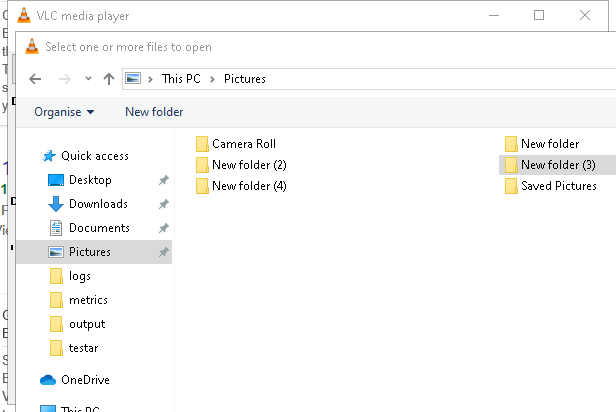 VLC media player
Select one or more files to open
This PC > Pictures
Organise New folder
Camera Roll New folder
Quick access New folder (2) New folder (3)
Desktop New folder (4) Saved Pictures
Downloads
Documents
Pictures
logs
metrics
output
testar
OneDrive
This PC